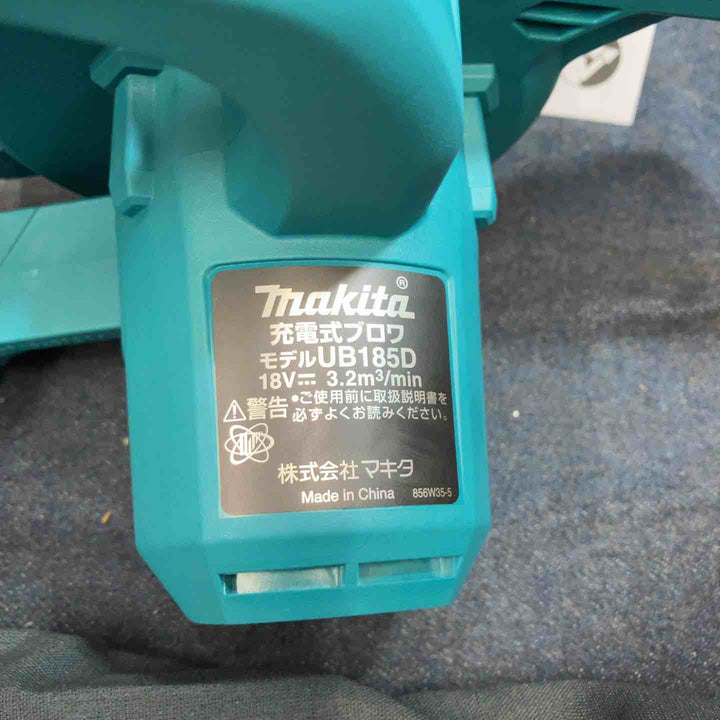 makita®
充電式ブロワ
モデルUB185D
18V⎓ 3.2m³/min
⚠警告 •ご使用前に取扱説明書を
必ずよくお読みください。
株式会社マキタ
Made in China 856W35-5